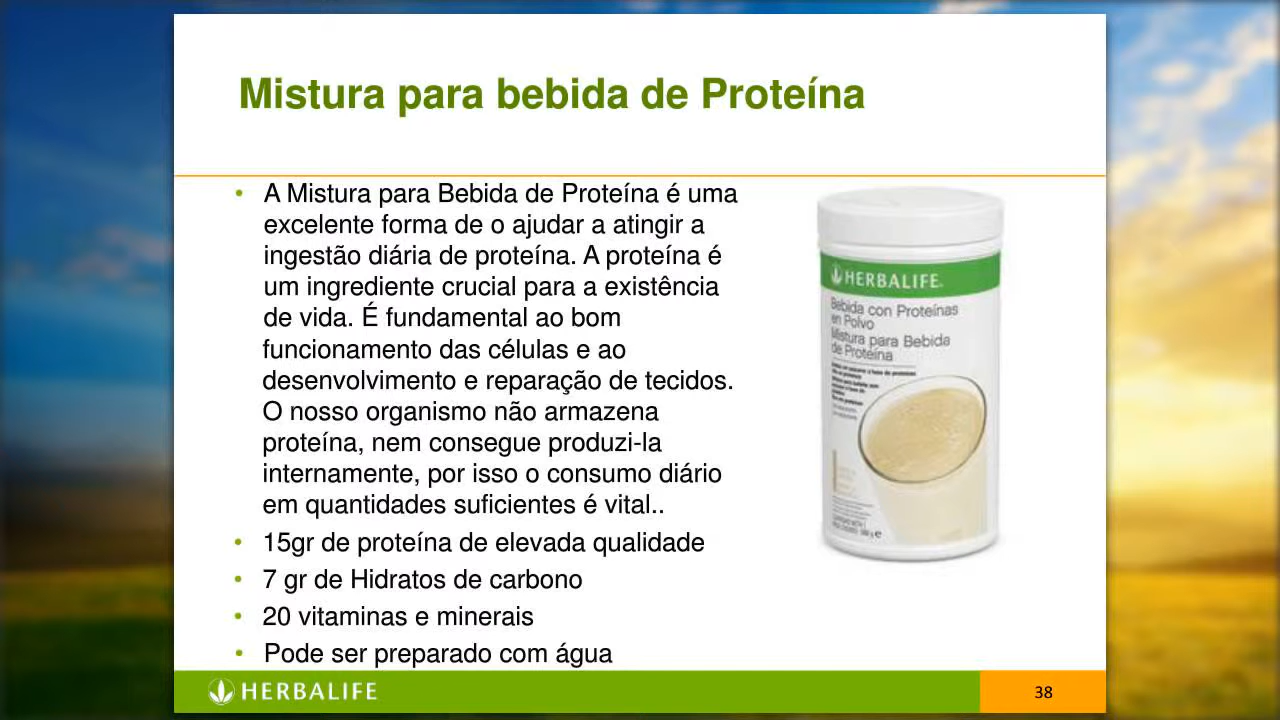 Mistura para bebida de Proteína
• A Mistura para Bebida de Proteína é uma
excelente forma de o ajudar a atingir a
ingestão diária de proteína. A proteína é
um ingrediente crucial para a existência
de vida. É fundamental ao bom
funcionamento das células e ao
desenvolvimento e reparação de tecidos.
O nosso organismo não armazena
proteína, nem consegue produzi-la
internamente, por isso o consumo diário
em quantidades suficientes é vital..
• 15gr de proteína de elevada qualidade
• 7 gr de Hidratos de carbono
• 20 vitaminas e minerais
• Pode ser preparado com água
HERBALIFE.
Bebida con Proteínas
en Polvo
Mistura para Bebida
de Proteína
HERBALIFE
38